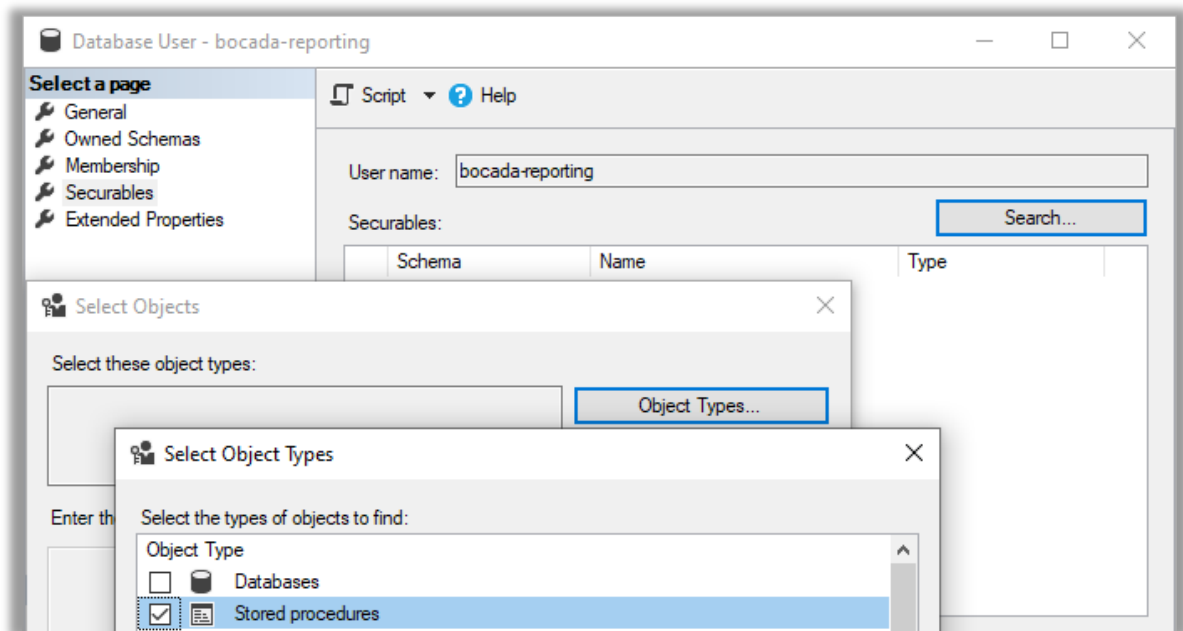 Database User - bocada-reporting
Select a page
General
Owned Schemas
Membership
Securables
Extended Properties
Script
Help
User name:
bocada-reporting
Securables:
Search...
Schema
Name
Type
Select Objects
Select these object types:
Object Types...
Select Object Types
Enter th
Select the types of objects to find:
Object Type
Databases
Stored procedures